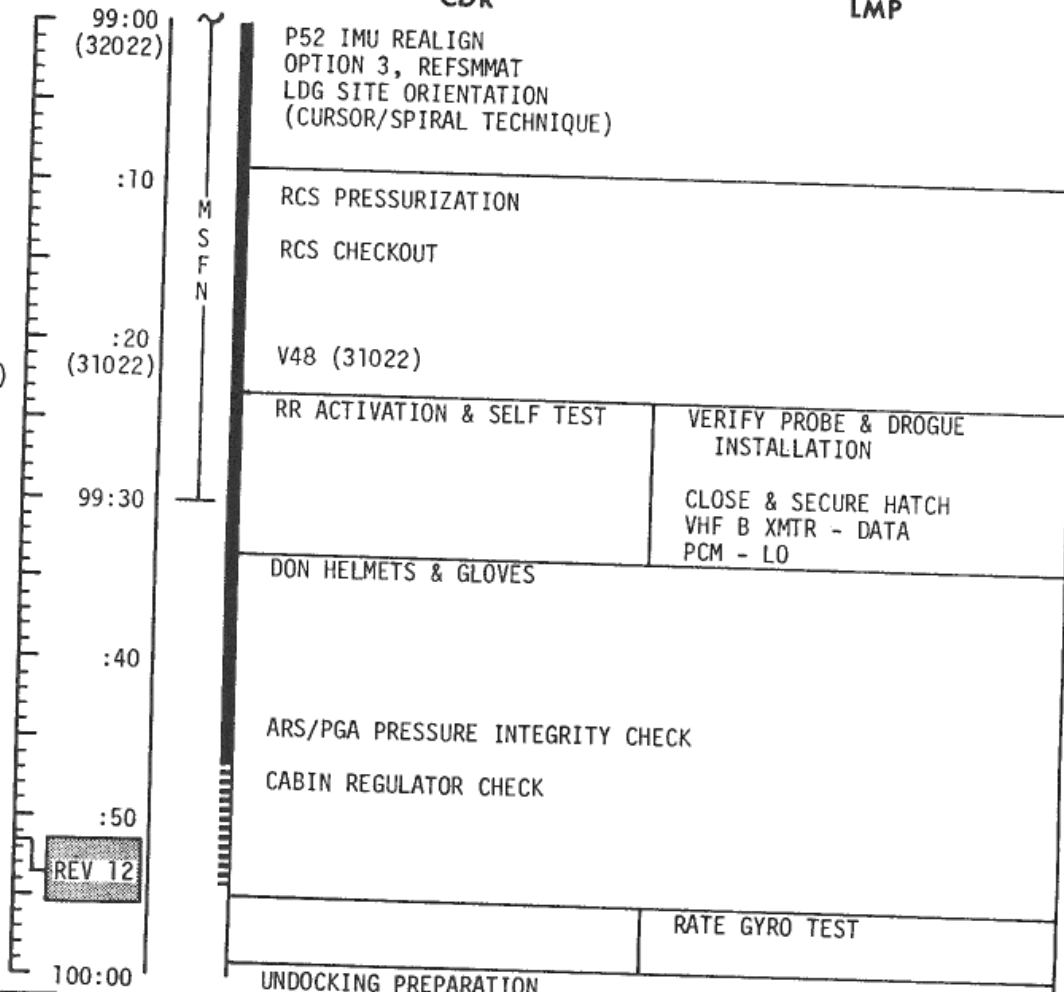 CDR
LMP
99:00
(32022)
P52 IMU REALIGN
OPTION 3, REFSMMAT
LDG SITE ORIENTATION
(CURSOR/SPIRAL TECHNIQUE)
:10
M
S
F
N
RCS PRESSURIZATION
RCS CHECKOUT
:20
(31022)
)
V48 (31022)
RR ACTIVATION & SELF TEST
VERIFY PROBE & DROGUE
INSTALLATION
99:30
CLOSE & SECURE HATCH
VHF B XMTR - DATA
PCM - LO
DON HELMETS & GLOVES
:40
ARS/PGA PRESSURE INTEGRITY CHECK
CABIN REGULATOR CHECK
:50
REV 12
RATE GYRO TEST
100:00
UNDOCKING PREPARATION